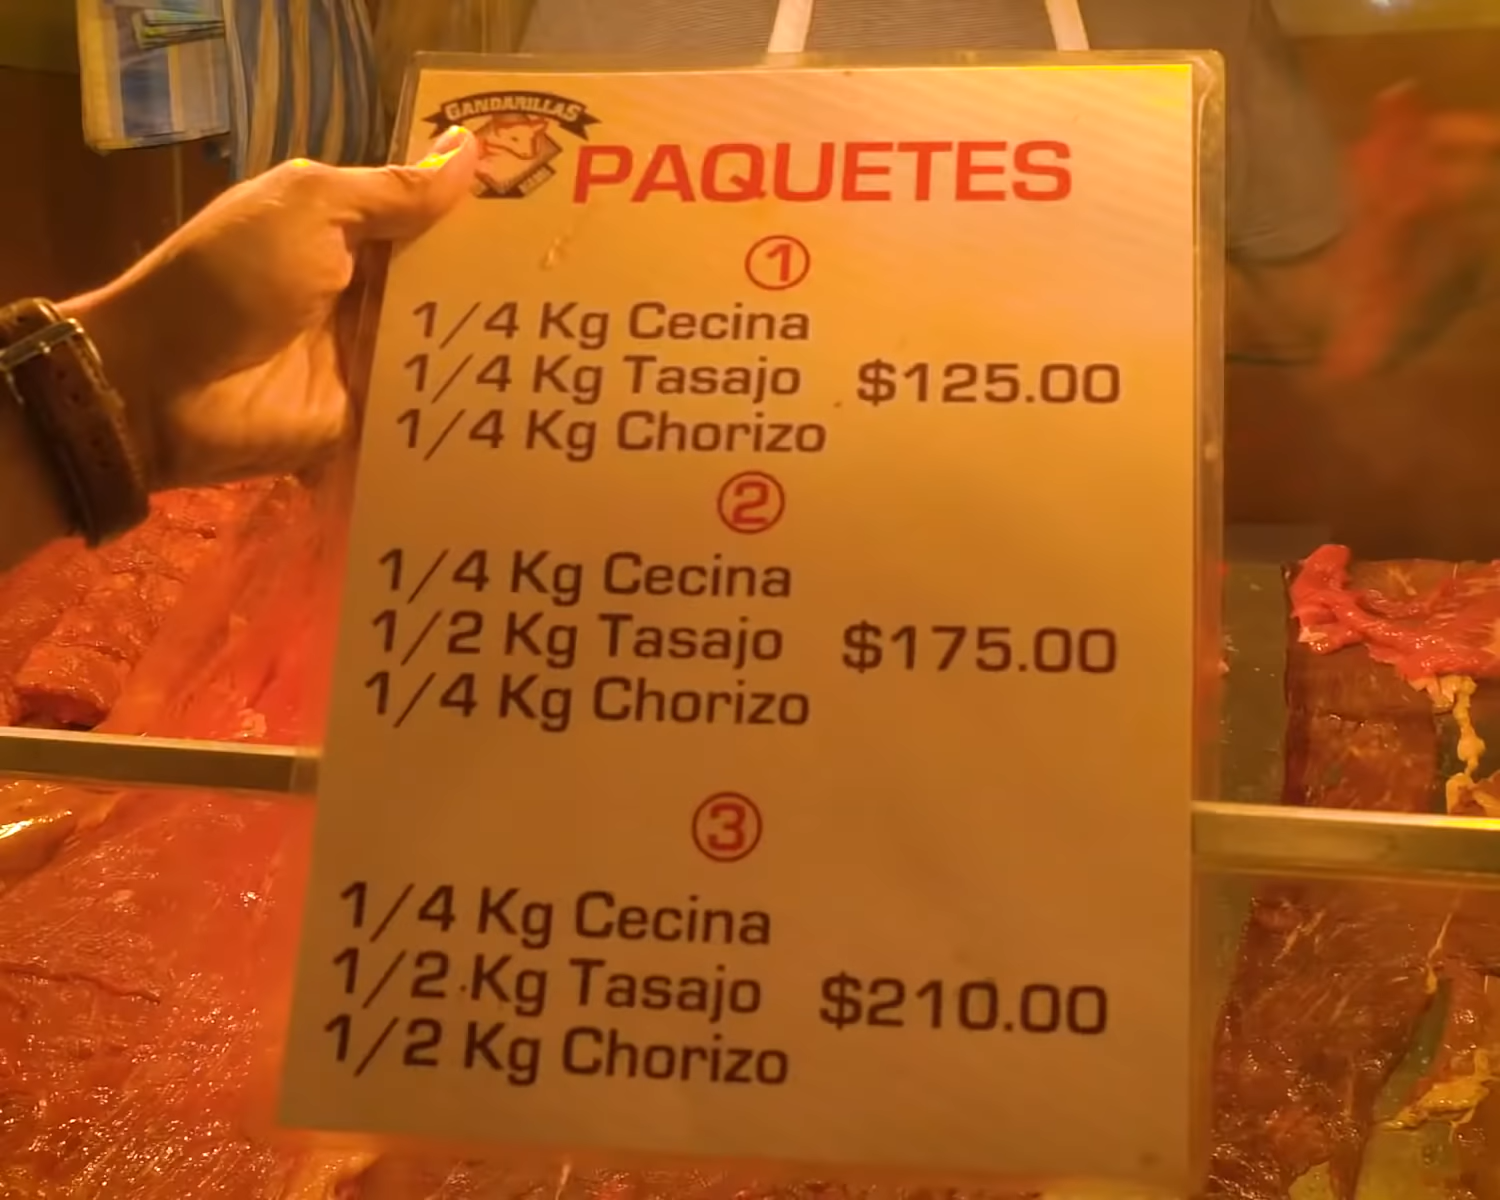 GANDARILLAS
PAQUETES
1
1/4 Kg Cecina
1/4 Kg Tasajo $125.00
1/4 Kg Chorizo
2
1/4 Kg Cecina
1/2 Kg Tasajo $175.00
1/4 Kg Chorizo
3
1/4 Kg Cecina
1/2 Kg Tasajo $210.00
1/2 Kg Chorizo